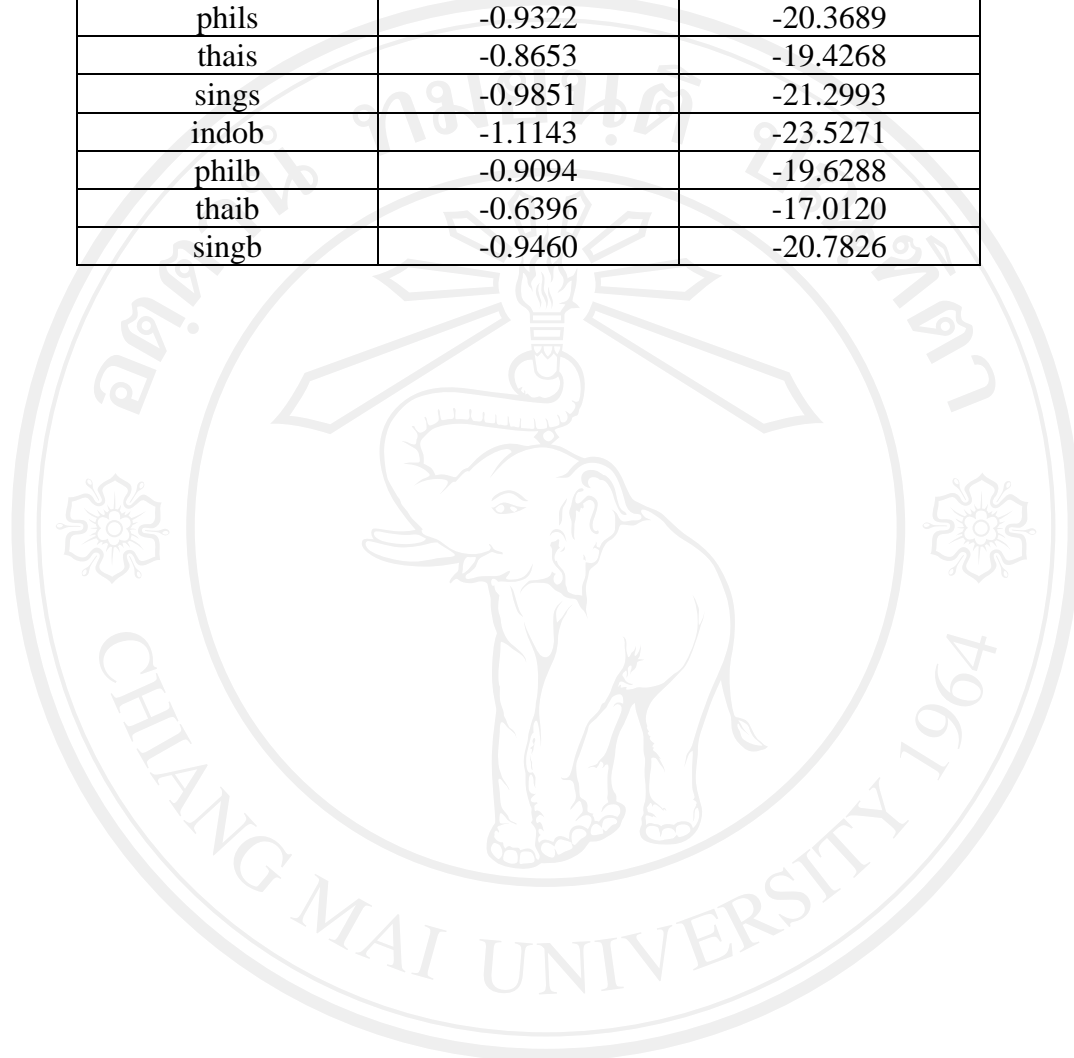 phils -0.9322 -20.3689
thais -0.8653 -19.4268
sings -0.9851 -21.2993
indob -1.1143 -23.5271
philb -0.9094 -19.6288
thaib -0.6396 -17.0120
singb -0.9460 -20.7826
CHIANG MAI UNIVERSITY 1964